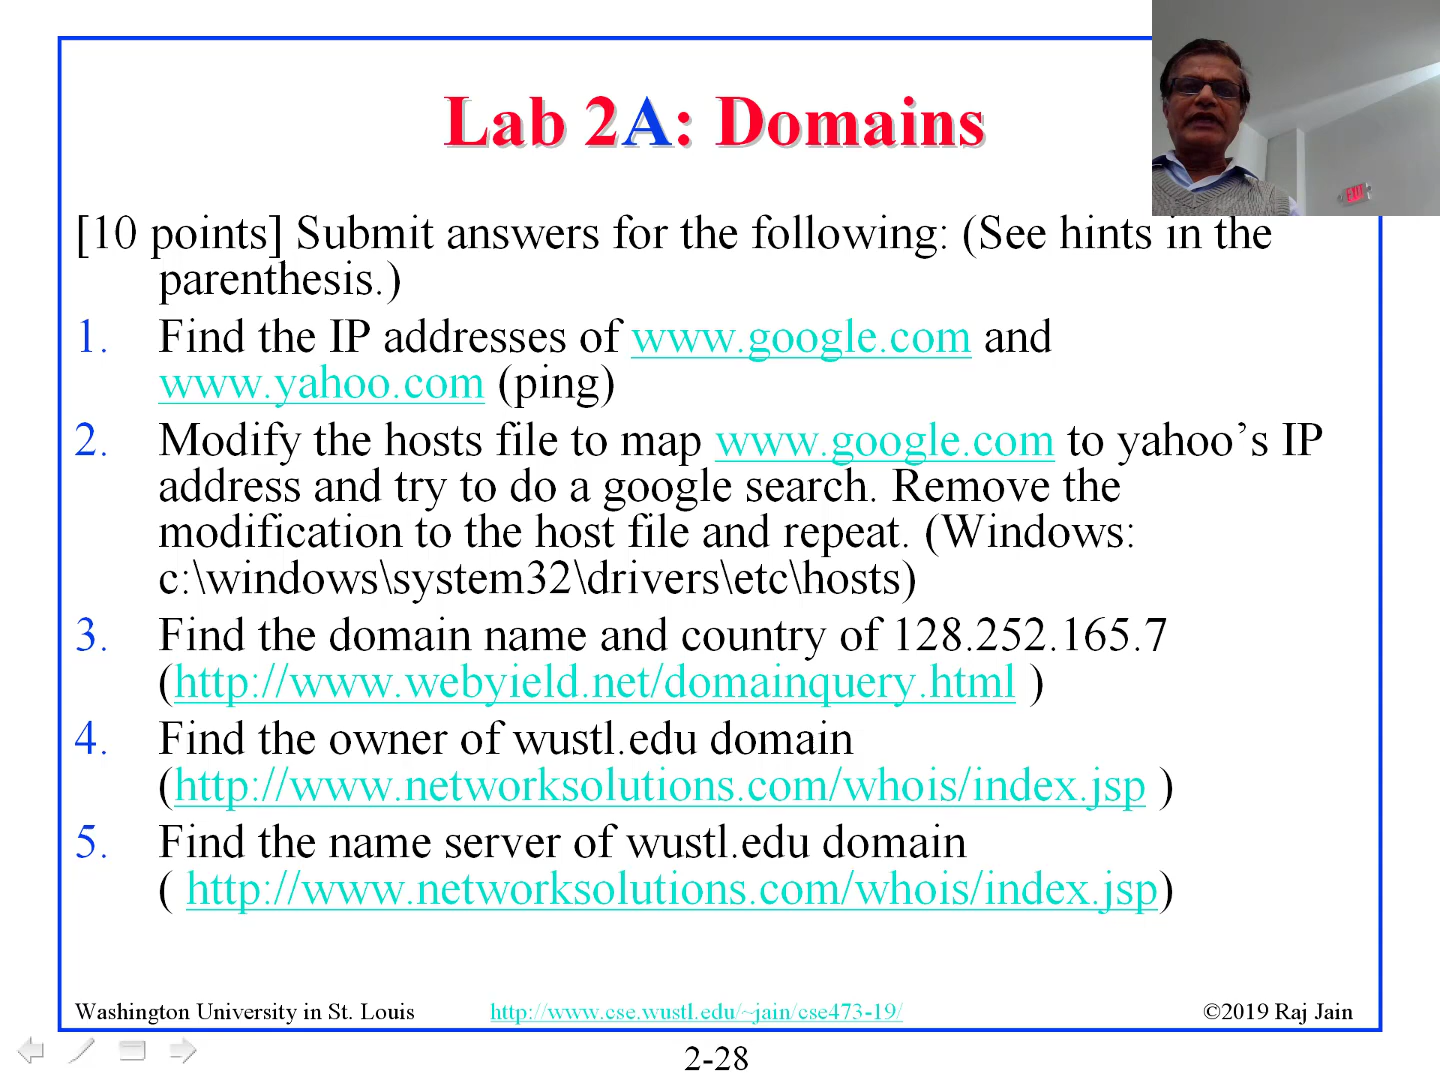 Lab 2A: Domains
[10 points] Submit answers for the following: (See hints in the
parenthesis.)
1. Find the IP addresses of www.google.com and
www.yahoo.com (ping)
2. Modify the hosts file to map www.google.com to yahoo’s IP
address and try to do a google search. Remove the
modification to the host file and repeat. (Windows:
c:\windows\system32\drivers\etc\hosts)
3. Find the domain name and country of 128.252.165.7
(http://www.webyield.net/domainquery.html )
4. Find the owner of wustl.edu domain
(http://www.networksolutions.com/whois/index.jsp )
5. Find the name server of wustl.edu domain
( http://www.networksolutions.com/whois/index.jsp)
Washington University in St. Louis
http://www.cse.wustl.edu/~jain/cse473-19/
©2019 Raj Jain
2-28